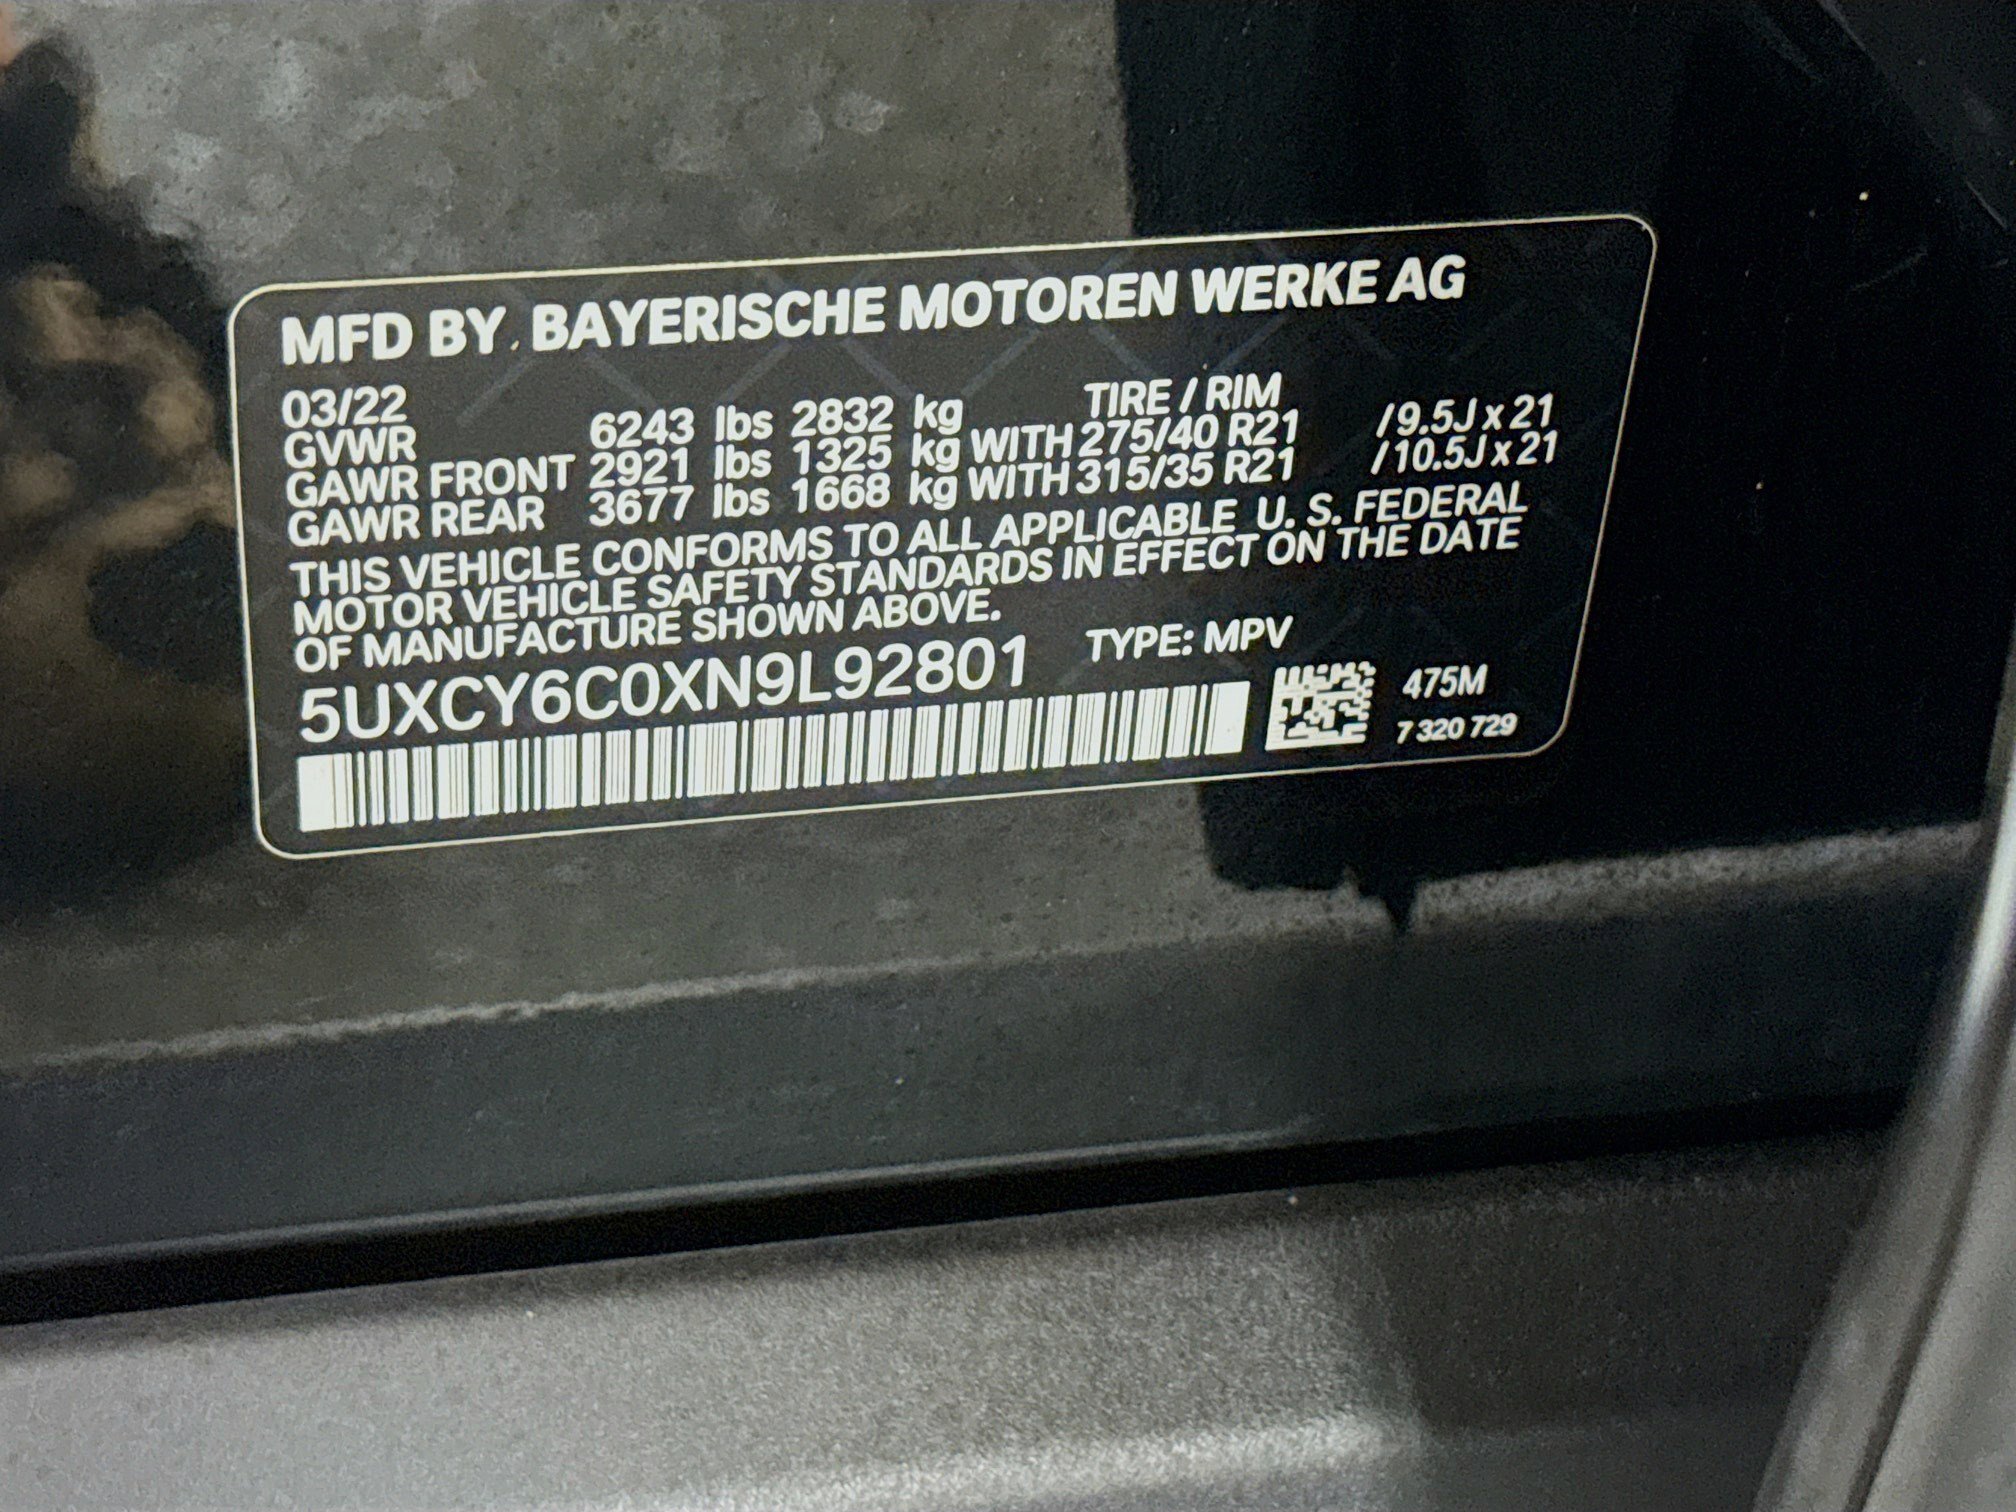 MFD BY. BAYERISCHE MOTOREN WERKE AG
03/22 TIRE / RIM
GVWR 6243 lbs 2832 kg
GAWR FRONT 2921 lbs 1325 kg WITH 275/40 R21 /9.5J x 21
GAWR REAR 3677 lbs 1668 kg WITH 315/35 R21 /10.5J x 21
THIS VEHICLE CONFORMS TO ALL APPLICABLE U. S. FEDERAL
MOTOR VEHICLE SAFETY STANDARDS IN EFFECT ON THE DATE
OF MANUFACTURE SHOWN ABOVE.
5UXCY6C0XN9L92801 TYPE: MPV
475M
7 320 729